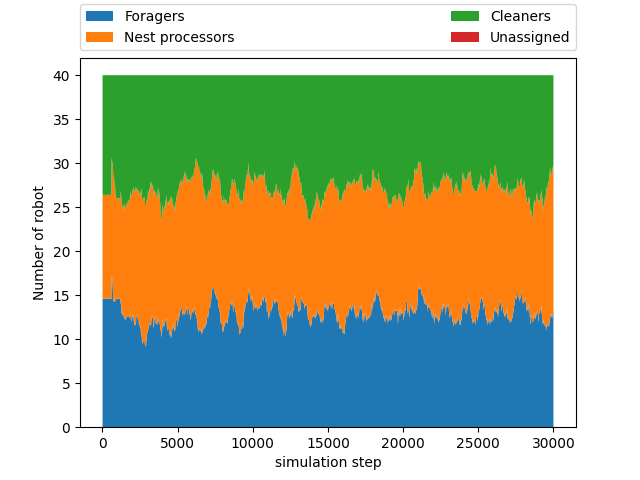 Foragers
Nest processors
Cleaners
Unassigned
40
35
30
25
20
15
10
5
0
Number of robot
0 5000 10000 15000 20000 25000 30000
simulation step